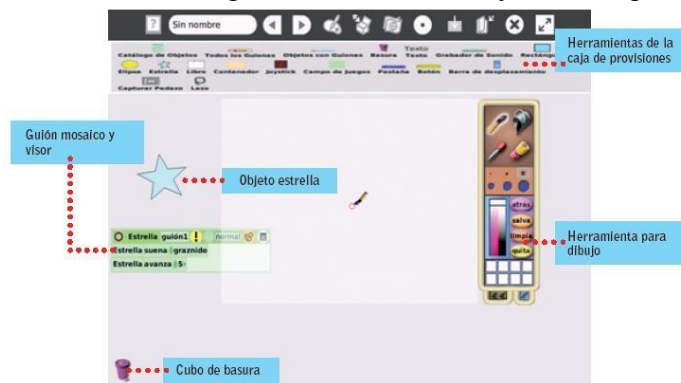 ? Sin nombre
Catálogo de Objetos Todos los Guiones Objetos con Guiones Basura Texto Grabador de Sonido Rectáng
Texto
Elipse Estrella Libro Contenedor Joystick Campo de Juegos Pestaña Botón Barra de desplazamiento
Capturar Pedazo Lazo
Herramientas de la
caja de provisiones
Guión mosaico y
visor
Objeto estrella
atrás
salva
limpia
quita
Estrella guión1 ! normal
Estrella suena graznido
Estrella avanza 5
Herramienta para
dibujo
Cubo de basura